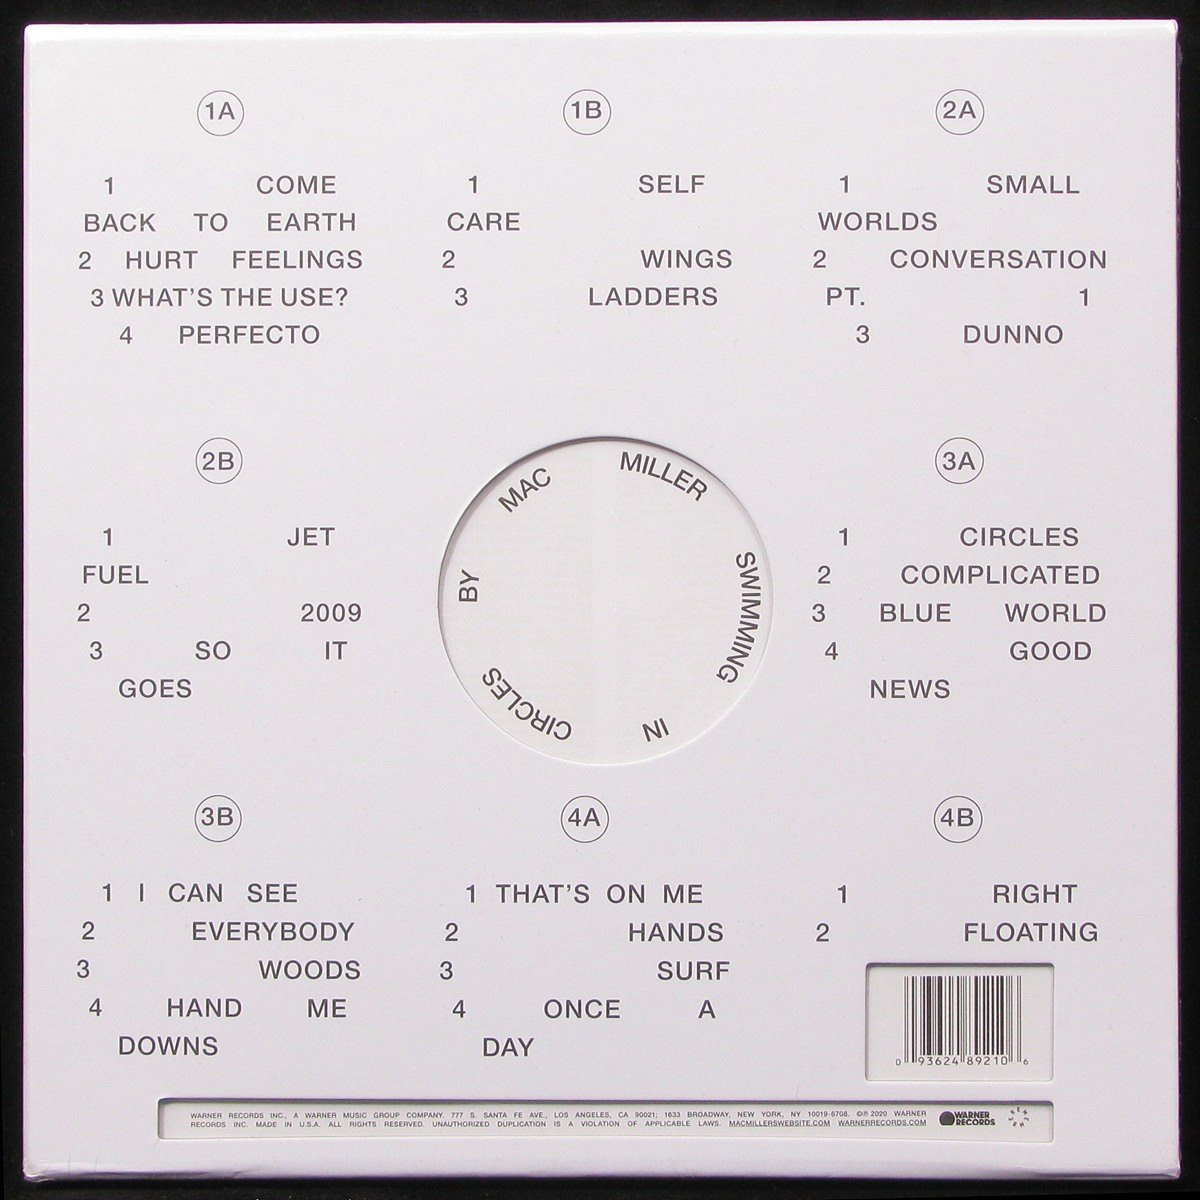 1A
1 COME
BACK TO EARTH
2 HURT FEELINGS
3 WHAT'S THE USE?
4 PERFECTO
1B
1 SELF
CARE
2 WINGS
3 LADDERS
2A
1 SMALL
WORLDS
2 CONVERSATION
PT. 1
3 DUNNO
2B
1 JET
FUEL
2 2009
3 SO IT
GOES
MAC MILLER SWIMMING IN CIRCLES BY
3A
1 CIRCLES
2 COMPLICATED
3 BLUE WORLD
4 GOOD
NEWS
3B
1 I CAN SEE
2 EVERYBODY
3 WOODS
4 HAND ME
DOWNS
4A
1 THAT'S ON ME
2 HANDS
3 SURF
4 ONCE A
DAY
4B
1 RIGHT
2 FLOATING
0 93624 89210 6
WARNER RECORDS INC., A WARNER MUSIC GROUP COMPANY. 777 S. SANTA FE AVE., LOS ANGELES, CA 90021; 1633 BROADWAY, NEW YORK, NY 10019-6708. ©℗ 2020 WARNER
RECORDS INC. MADE IN U.S.A. ALL RIGHTS RESERVED. UNAUTHORIZED DUPLICATION IS A VIOLATION OF APPLICABLE LAWS. MACMILLERSWEBSITE.COM WARNERRECORDS.COM
WARNER
RECORDS